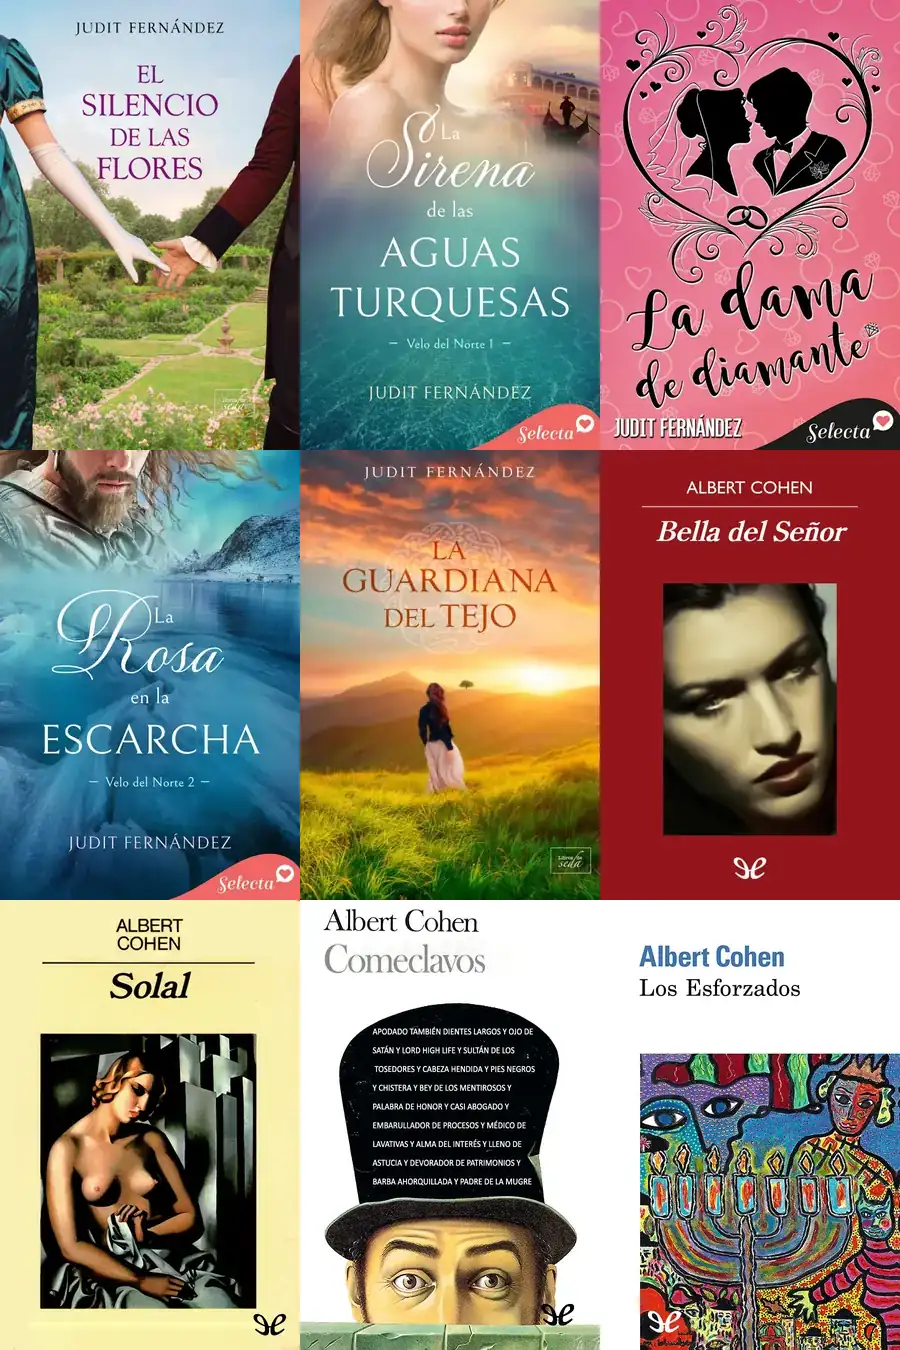 JUDIT FERNÁNDEZ
EL
SILENCIO
DE LAS
FLORES
La
Sirena
de las
AGUAS
TURQUESAS
– Velo del Norte 1 –
JUDIT FERNÁNDEZ
Selecta
La dama
de diamante
JUDIT FERNÁNDEZ
Selecta
La
Rosa
en la
ESCARCHA
– Velo del Norte 2 –
JUDIT FERNÁNDEZ
Selecta
JUDIT FERNÁNDEZ
LA
GUARDIANA
DEL TEJO
Libros de
seda
ALBERT COHEN
Bella del Señor
ALBERT
COHEN
Solal
Albert Cohen
Comeclavos
APODADO TAMBIÉN DIENTES LARGOS Y OJO DE
SATÁN Y LORD HIGH LIFE Y SULTÁN DE LOS
TOSEDORES Y CABEZA HENDIDA Y PIES NEGROS
Y CHISTERA Y BEY DE LOS MENTIROSOS Y
PALABRA DE HONOR Y CASI ABOGADO Y
EMBARULLADOR DE PROCESOS Y MÉDICO DE
LAVATIVAS Y ALMA DEL INTERÉS Y LLENO DE
ASTUCIA Y DEVORADOR DE PATRIMONIOS Y
BARBA AHORQUILLADA Y PADRE DE LA MUGRE
Albert Cohen
Los Esforzados